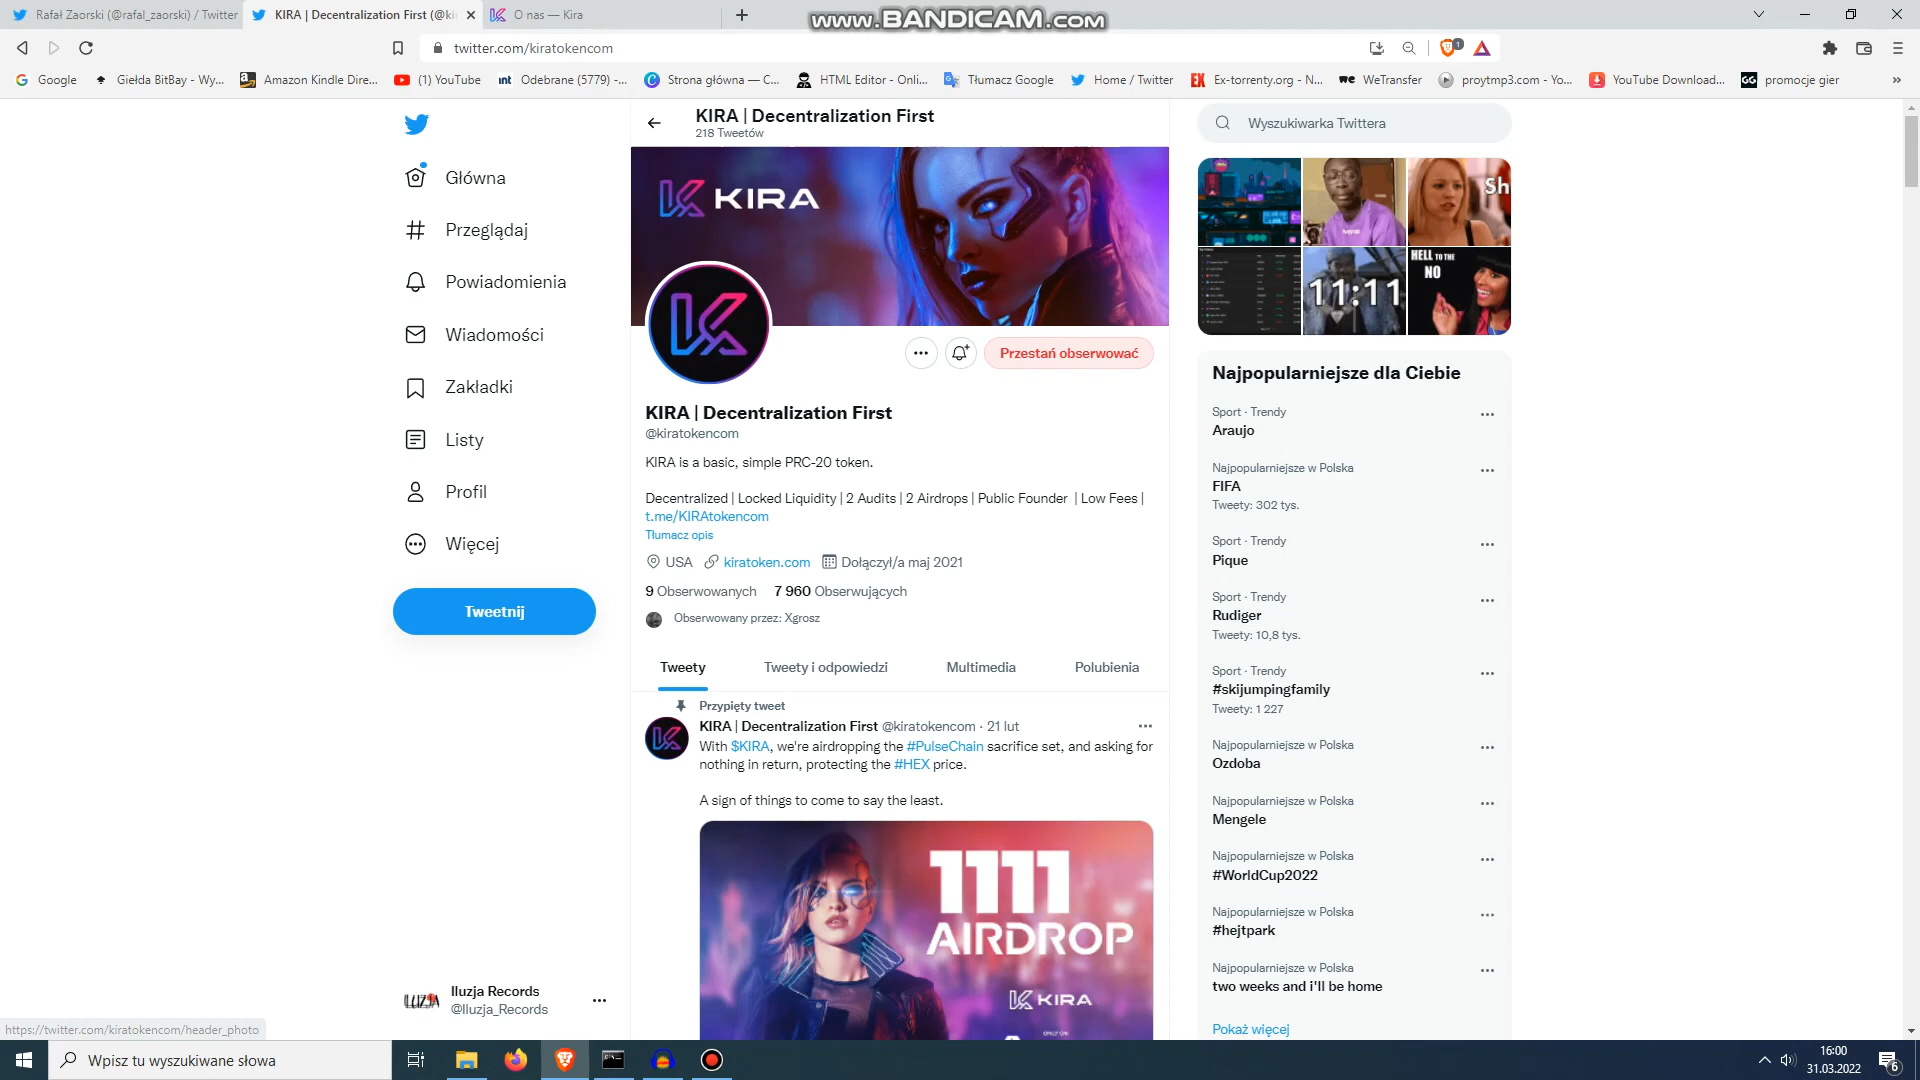 Rafał Zaorski (@rafal_zaorski) / Twitter
KIRA | Decentralization First (@ki
O nas — Kira
www.BANDICAM.com
twitter.com/kiratokencom
1
Google
Giełda BitBay - Wy...
Amazon Kindle Dire...
(1) YouTube
int
Odebrane (5779) -...
Strona główna — C...
HTML Editor - Onli...
Tłumacz Google
Home / Twitter
EX
Ex-torrenty.org - N...
we
WeTransfer
proytmp3.com - Yo...
YouTube Download...
GG
promocje gier
Główna
Przeglądaj
Powiadomienia
Wiadomości
Zakładki
Listy
Profil
Więcej
Tweetnij
Iluzja Records
@Iluzja_Records
KIRA | Decentralization First
218 Tweetów
KIRA
Przestań obserwować
KIRA | Decentralization First
@kiratokencom
KIRA is a basic, simple PRC-20 token.
Decentralized | Locked Liquidity | 2 Audits | 2 Airdrops | Public Founder | Low Fees |
t.me/KIRAtokencom
Tłumacz opis
USA kiratoken.com Dołączył/a maj 2021
9 Obserwowanych 7 960 Obserwujących
Obserwowany przez: Xgrosz
Tweety Tweety i odpowiedzi Multimedia Polubienia
Przypięty tweet
KIRA | Decentralization First @kiratokencom · 21 lut
With $KIRA, we're airdropping the #PulseChain sacrifice set, and asking for
nothing in return, protecting the #HEX price.
A sign of things to come to say the least.
1111
AIRDROP
KIRA
ONLY ON
Wyszukiwarka Twittera
Sh
HELL TO THE
NO
11:11
Najpopularniejsze dla Ciebie
Sport · Trendy
Araujo
Najpopularniejsze w Polska
FIFA
Tweety: 302 tys.
Sport · Trendy
Pique
Sport · Trendy
Rudiger
Tweety: 10,8 tys.
Sport · Trendy
#skijumpingfamily
Tweety: 1 227
Najpopularniejsze w Polska
Ozdoba
Najpopularniejsze w Polska
Mengele
Najpopularniejsze w Polska
#WorldCup2022
Najpopularniejsze w Polska
#hejtpark
Najpopularniejsze w Polska
two weeks and i'll be home
Pokaż więcej
https://twitter.com/kiratokencom/header_photo
Wpisz tu wyszukiwane słowa
16:00
31.03.2022
6